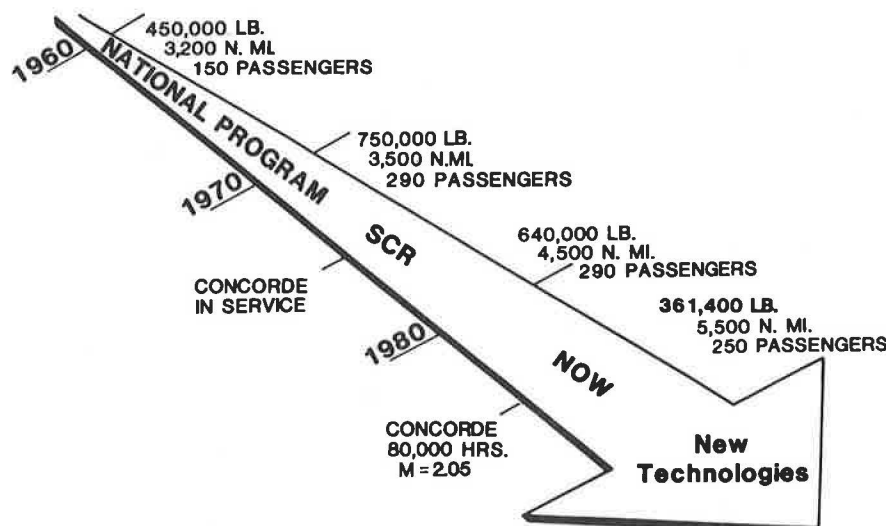 450,000 LB.
3,200 N. MI.
150 PASSENGERS
1960
NATIONAL PROGRAM
750,000 LB.
3,500 N.MI.
290 PASSENGERS
1970
SCR
640,000 LB.
4,500 N. MI.
290 PASSENGERS
CONCORDE
IN SERVICE
361,400 LB.
5,500 N. MI.
250 PASSENGERS
1980
NOW
CONCORDE
80,000 HRS.
M = 2.05
New
Technologies